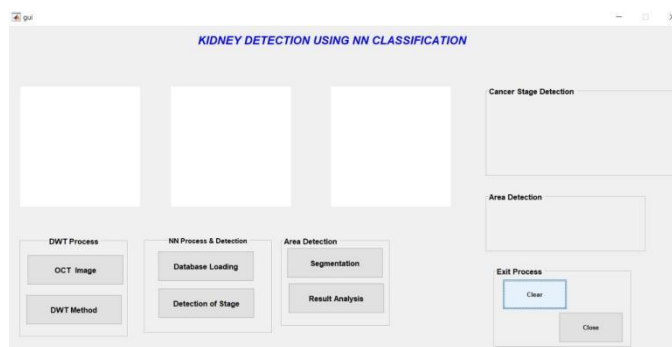 gui
KIDNEY DETECTION USING NN CLASSIFICATION
Cancer Stage Detection
Area Detection
DWT Process
OCT Image
DWT Method
NN Process & Detection
Database Loading
Detection of Stage
Area Detection
Segmentation
Result Analysis
Exit Process
Clear
Close